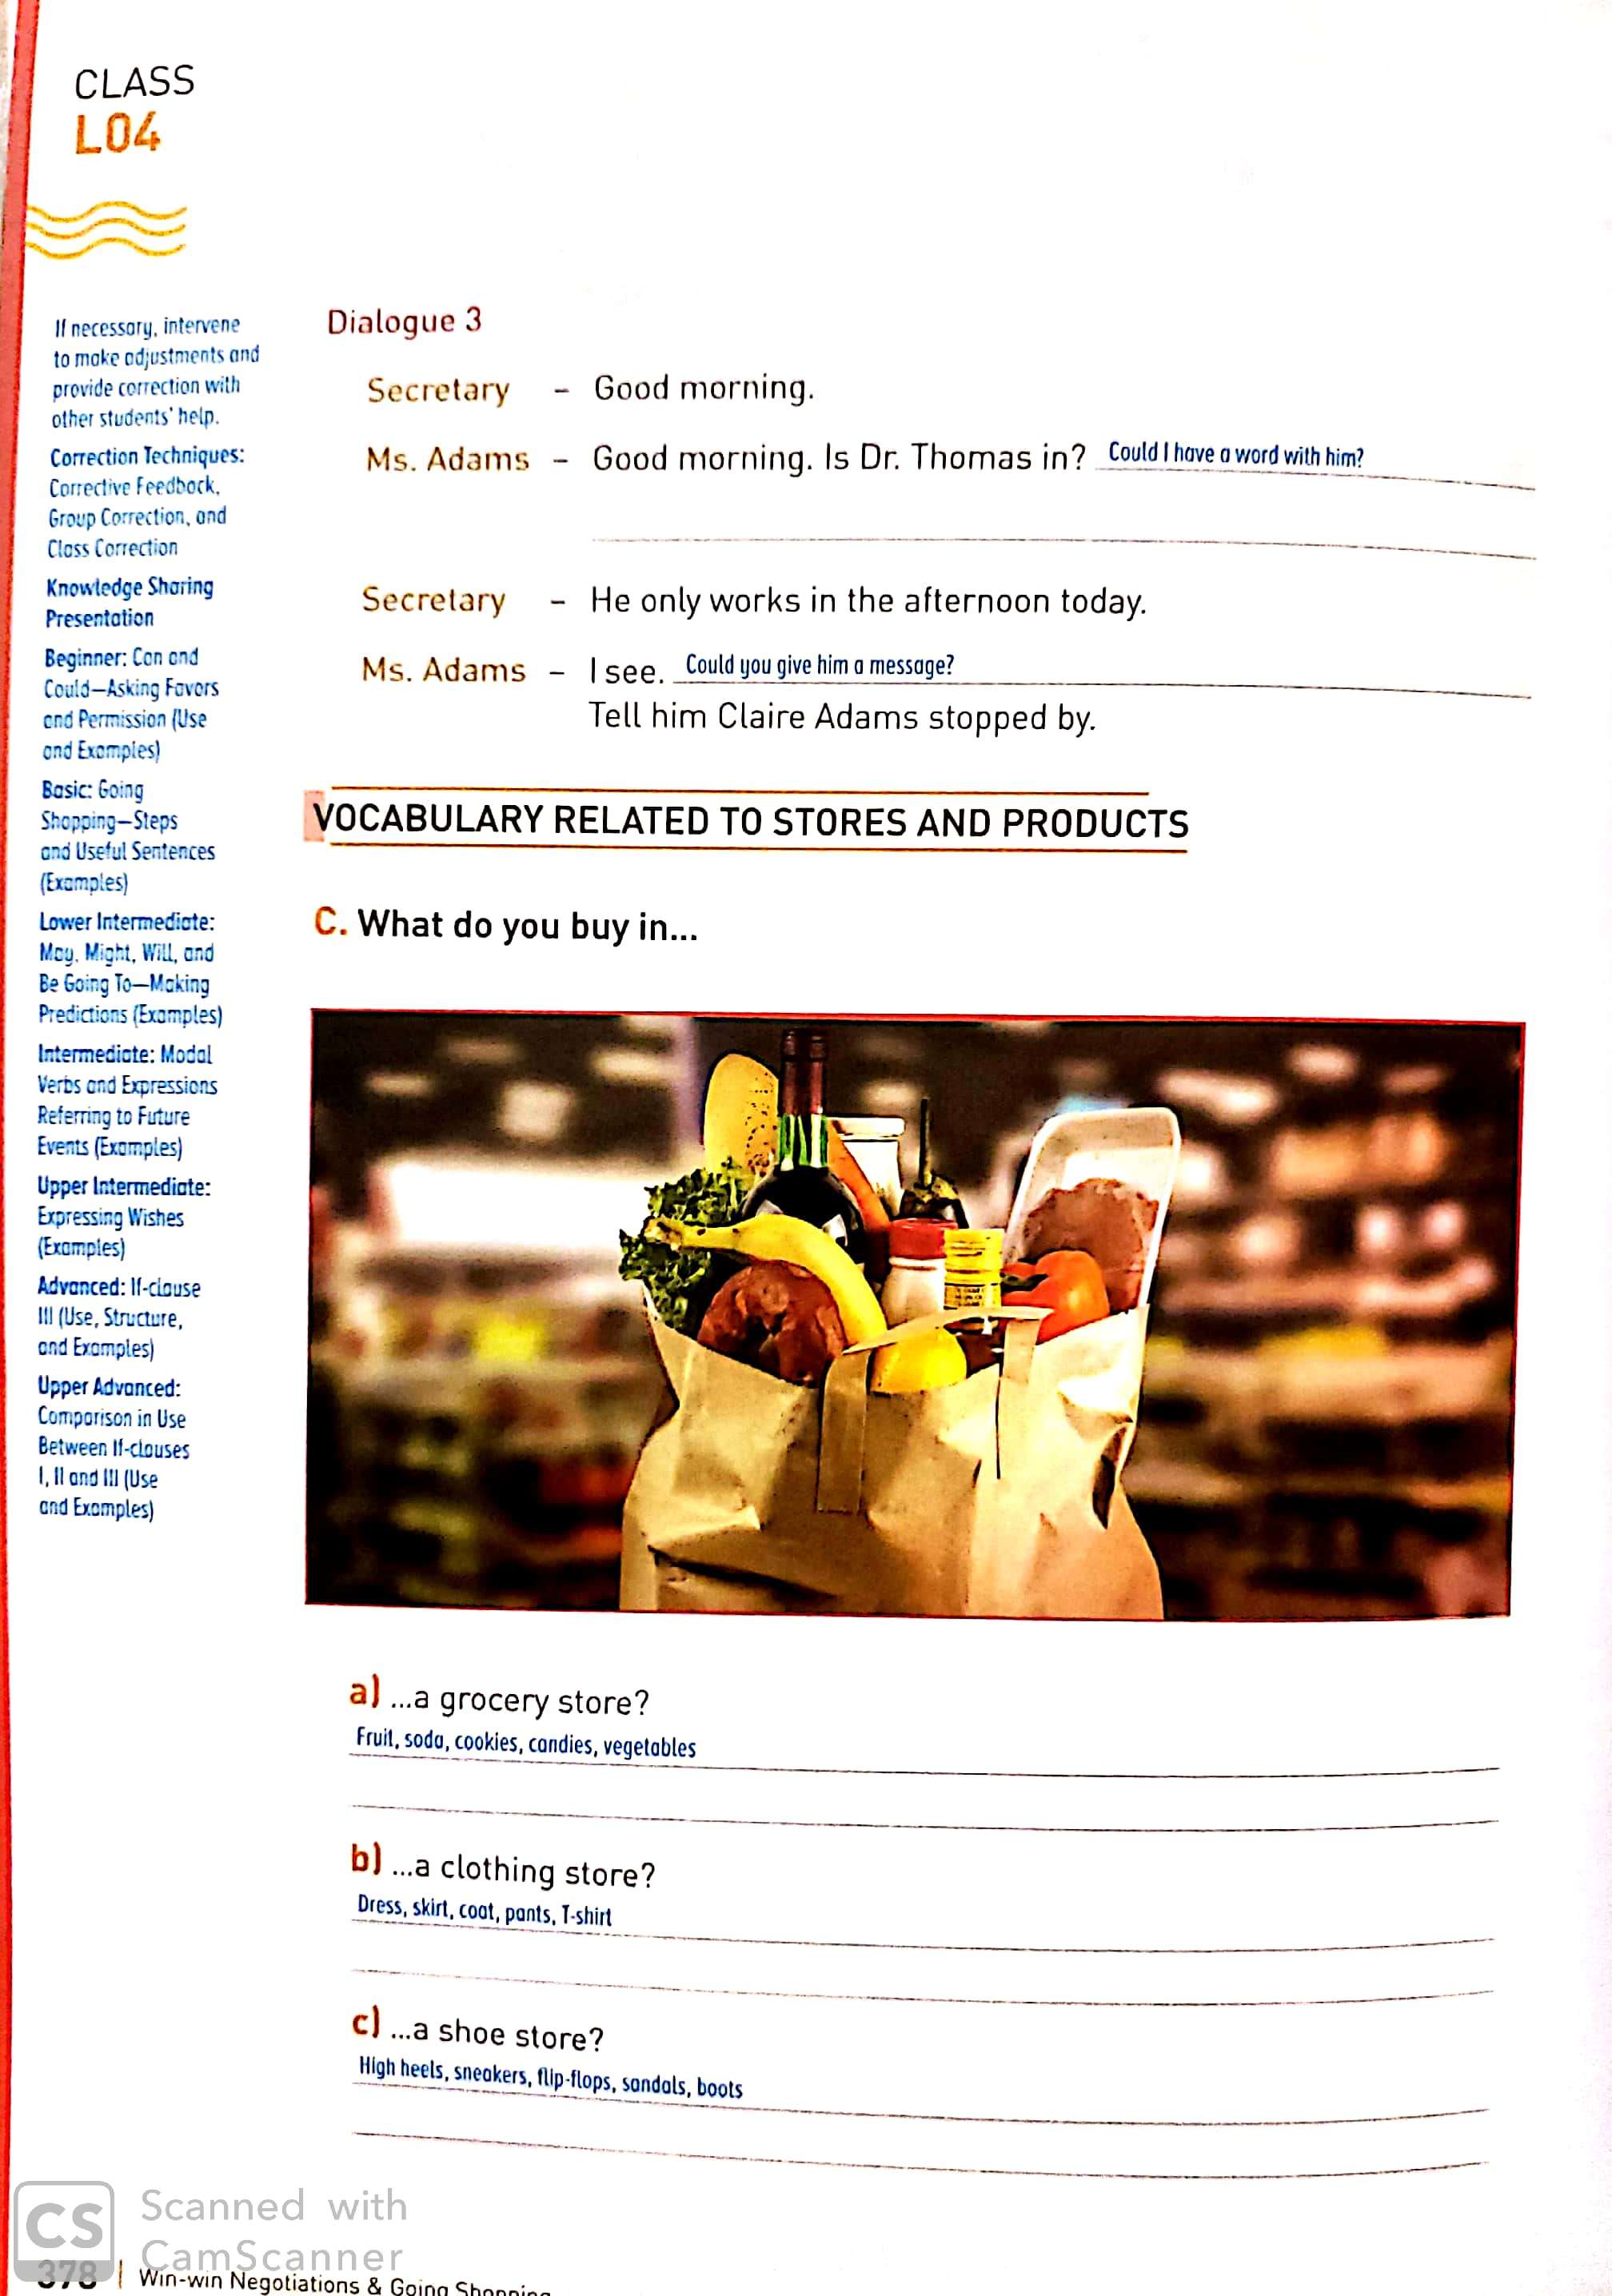 CLASS
L04
If necessary, intervene
to make adjustments and
provide correction with
other students' help.
Correction Techniques:
Corrective Feedback,
Group Correction, and
Class Correction
Knowledge Sharing
Presentation
Beginner: Can and
Could—Asking Favors
and Permission (Use
and Examples)
Basic: Going
Shopping—Steps
and Useful Sentences
(Examples)
Lower Intermediate:
May, Might, Will, and
Be Going To—Making
Predictions (Examples)
Intermediate: Modal
Verbs and Expressions
Referring to Future
Events (Examples)
Upper Intermediate:
Expressing Wishes
(Examples)
Advanced: If-clause
III (Use, Structure,
and Examples)
Upper Advanced:
Comparison in Use
Between If-clauses
I, II and III (Use
and Examples)
Dialogue 3
Secretary – Good morning.
Ms. Adams – Good morning. Is Dr. Thomas in? Could I have a word with him?
Secretary – He only works in the afternoon today.
Ms. Adams – I see. Could you give him a message?
Tell him Claire Adams stopped by.
VOCABULARY RELATED TO STORES AND PRODUCTS
C. What do you buy in...
a) ...a grocery store?
Fruit, soda, cookies, candies, vegetables
b) ...a clothing store?
Dress, skirt, coat, pants, T-shirt
c) ...a shoe store?
High heels, sneakers, flip-flops, sandals, boots
CS Scanned with
CamScanner
378 | Win-win Negotiations & Going Shopping